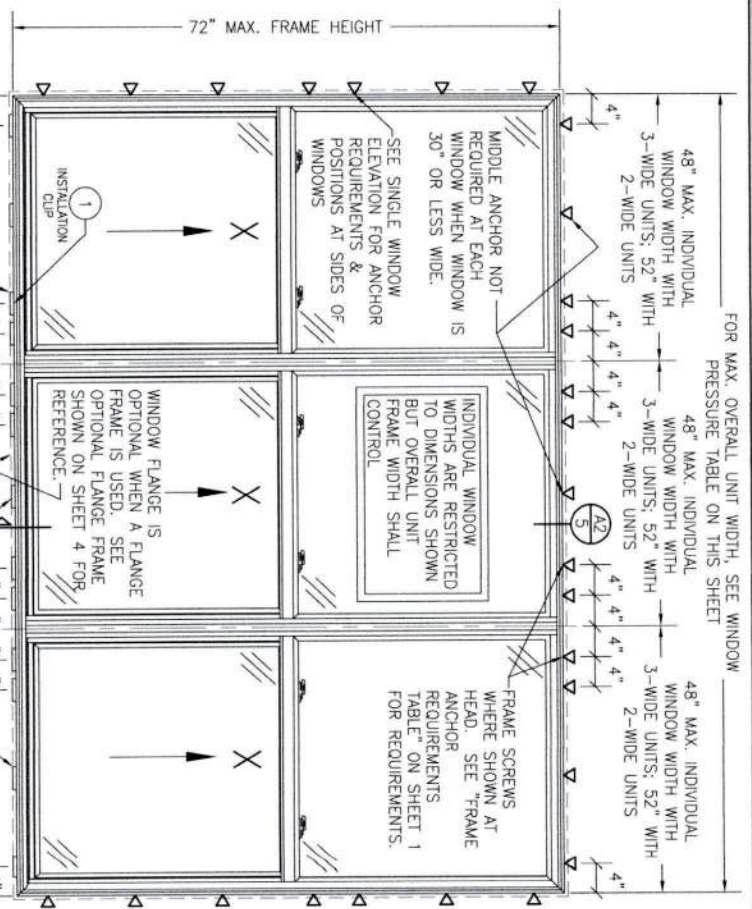 FOR MAX. OVERALL UNIT WIDTH, SEE WINDOW
PRESSURE TABLE ON THIS SHEET
48" MAX. INDIVIDUAL
WINDOW WIDTH WITH
3-WIDE UNITS; 52" WITH
2-WIDE UNITS
48" MAX. INDIVIDUAL
WINDOW WIDTH WITH
3-WIDE UNITS; 52" WITH
2-WIDE UNITS
48" MAX. INDIVIDUAL
WINDOW WIDTH WITH
3-WIDE UNITS; 52" WITH
2-WIDE UNITS
4"
4"
4"
4"
4"
4"
4"
4"
4"
4"
72" MAX. FRAME HEIGHT
MIDDLE ANCHOR NOT
REQUIRED AT EACH
WINDOW WHEN WINDOW IS
30" OR LESS WIDE.
SEE SINGLE WINDOW
ELEVATION FOR ANCHOR
REQUIREMENTS &
POSITIONS AT SIDES OF
WINDOWS
A2
5
INDIVIDUAL WINDOW
WIDTHS ARE RESTRICTED
TO DIMENSIONS SHOWN
BUT OVERALL UNIT
FRAME WIDTH SHALL
CONTROL
FRAME SCREWS
WHERE SHOWN AT
HEAD. SEE "FRAME
ANCHOR
REQUIREMENTS
TABLE" ON SHEET 1
FOR REQUIREMENTS.
X
X
X
1
INSTALLATION
CLIP
WINDOW FLANGE IS
OPTIONAL WHEN A FLANGE
FRAME IS USED. SEE
OPTIONAL FLANGE FRAME
SHOWN ON SHEET 4 FOR
REFERENCE.